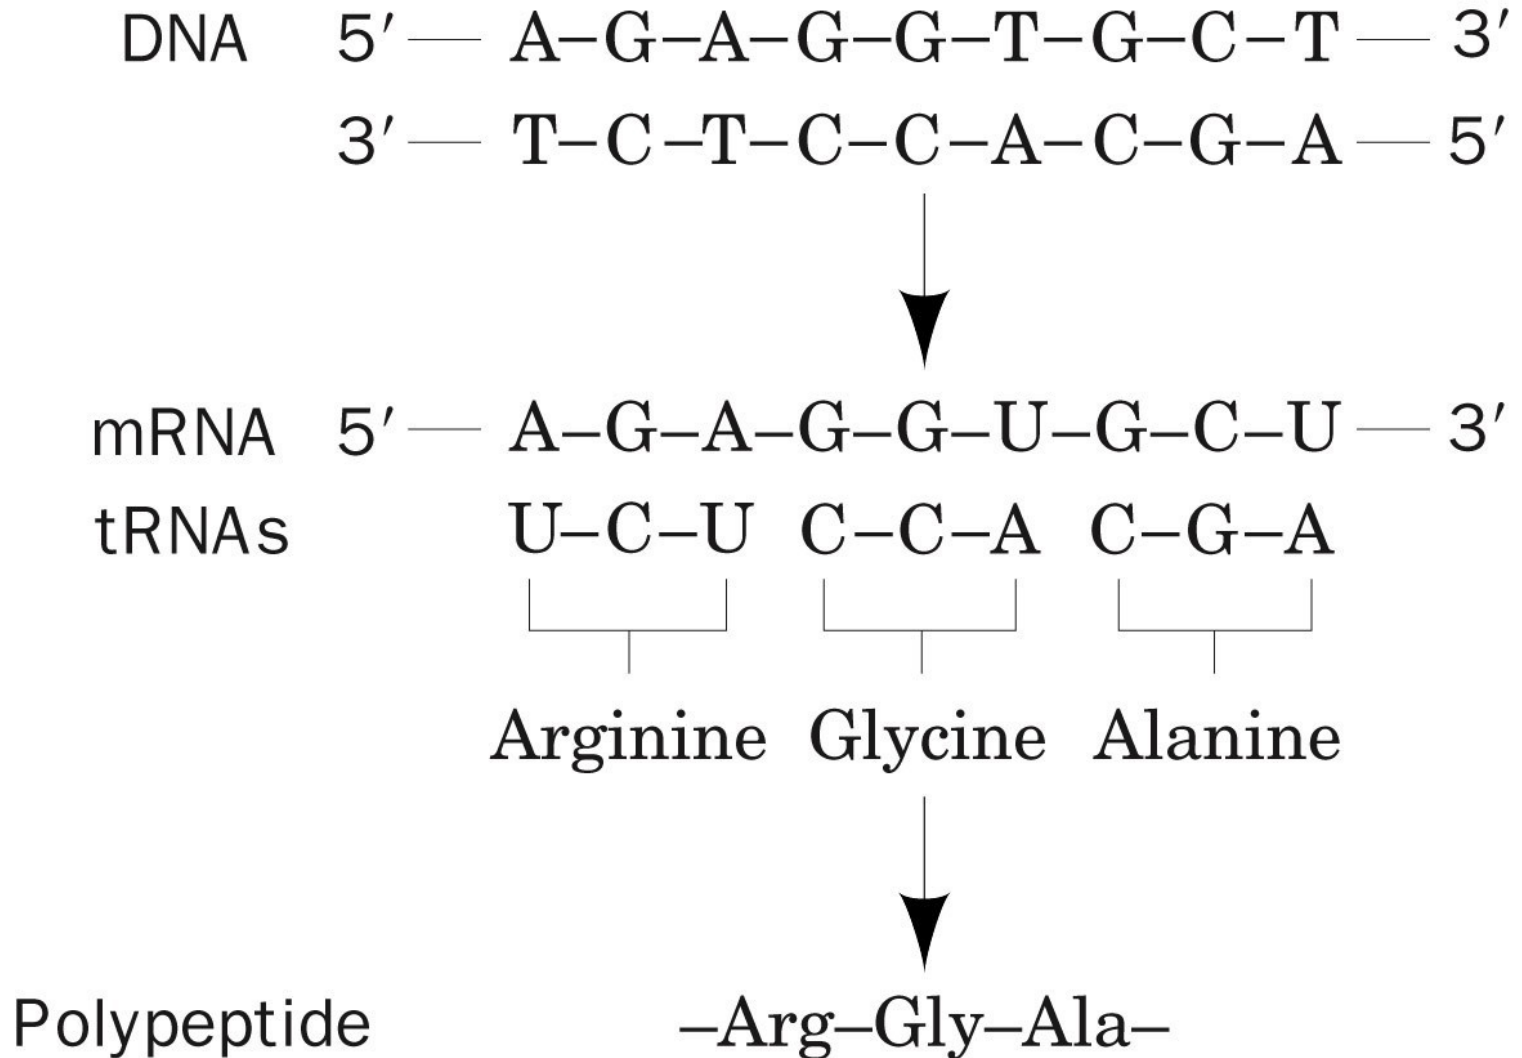 DNA 5′ — A–G–A–G–G–T–G–C–T — 3′
3′ — T–C–T–C–C–A–C–G–A — 5′
mRNA 5′ — A–G–A–G–G–U–G–C–U — 3′
tRNAs U–C–U C–C–A C–G–A
Arginine Glycine Alanine
Polypeptide –Arg–Gly–Ala–